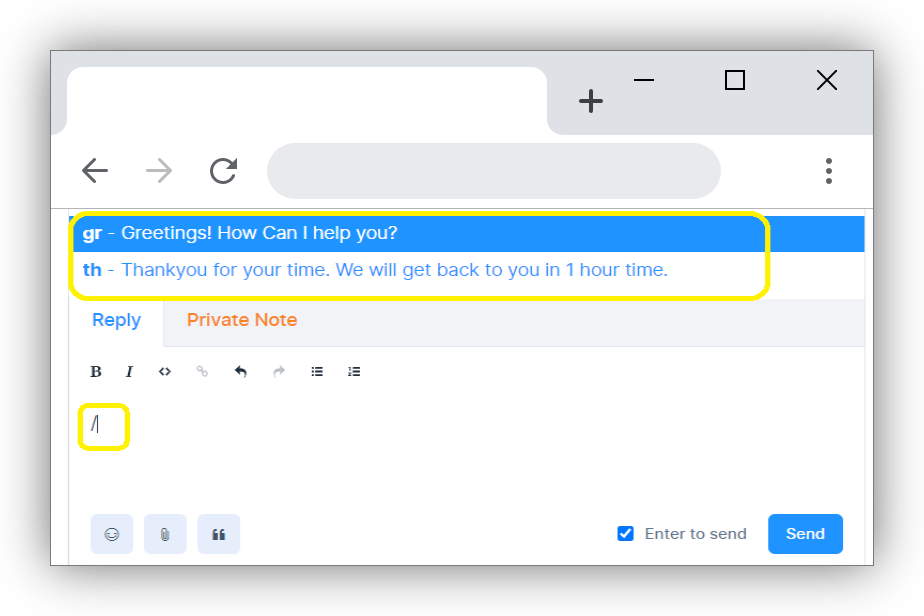 gr - Greetings! How Can I help you?
th - Thankyou for your time. We will get back to you in 1 hour time.
Reply Private Note
B I
/
Enter to send Send